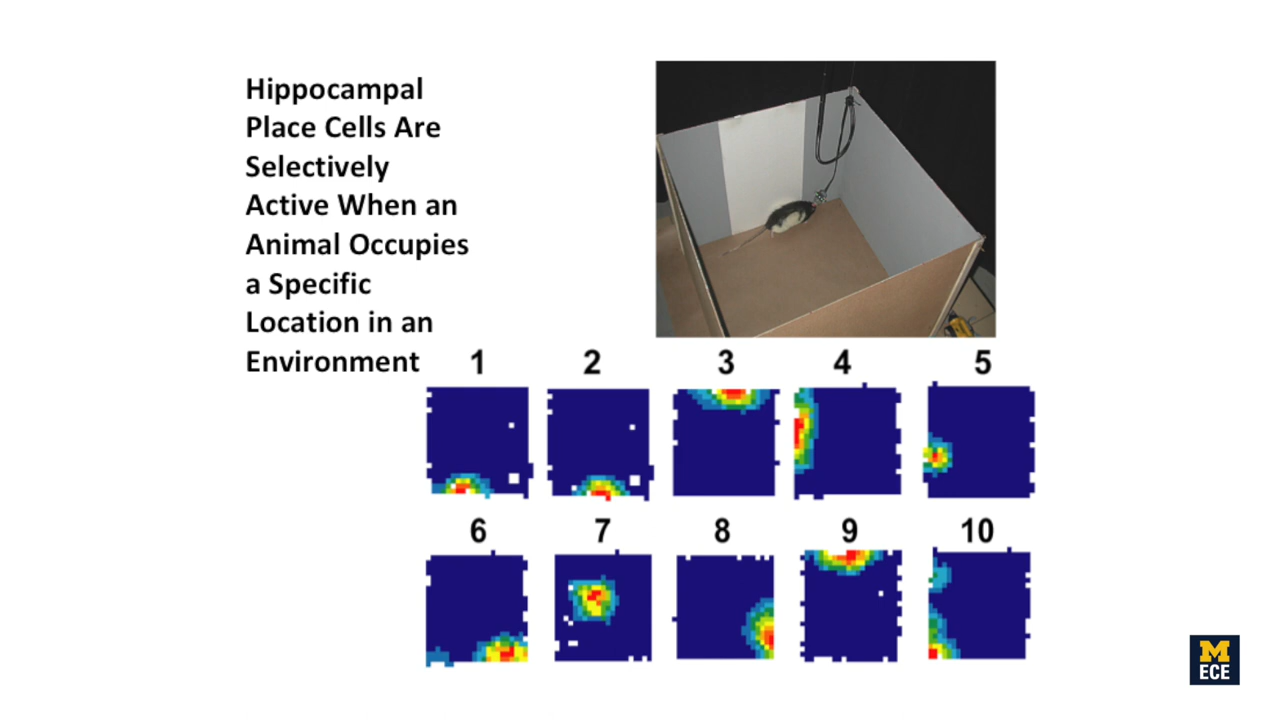 Hippocampal
Place Cells Are
Selectively
Active When an
Animal Occupies
a Specific
Location in an
Environment
1 2 3 4 5
6 7 8 9 10
M
ECE